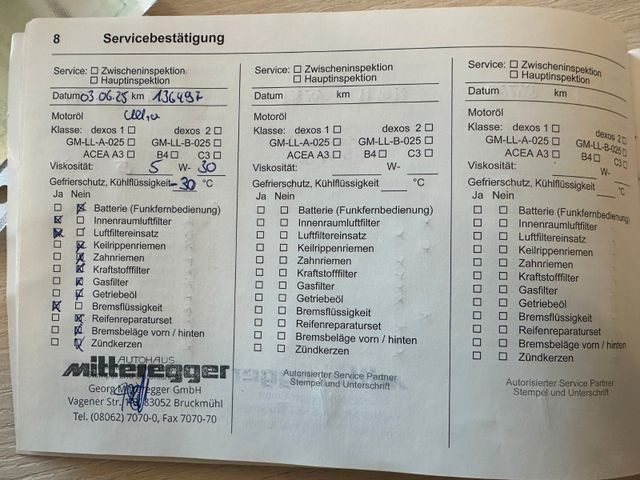 8 Servicebestätigung
Service: ☐ Zwischeninspektion
☐ Hauptinspektion
Datum 03.06.25 km 136497
Motoröl
Klasse: dexos 1 ☐ dexos 2 ☐
GM-LL-A-025 ☐ GM-LL-B-025 ☐
ACEA A3 ☐ B4 ☐ C3 ☐
Viskosität: 5 W- 30
Gefrierschutz, Kühlflüssigkeit -30 °C
Ja Nein
☐ ☒ Batterie (Funkfernbedienung)
☒ ☐ Innenraumluftfilter
☒ ☐ Luftfiltereinsatz
☐ ☒ Keilrippenriemen
☐ ☒ Zahnriemen
☐ ☒ Kraftstofffilter
☐ ☒ Gasfilter
☐ ☒ Getriebeöl
☒ ☐ Bremsflüssigkeit
☐ ☒ Reifenreparaturset
☐ ☒ Bremsbeläge vorn / hinten
☐ ☒ Zündkerzen
AUTOHAUS
Mitteregger
Georg Mitteregger GmbH
Vagener Str. 83052 Bruckmühl
Tel. (08062) 7070-0, Fax 7070-70
Service: ☐ Zwischeninspektion
☐ Hauptinspektion
Datum km
Motoröl
Klasse: dexos 1 ☐ dexos 2 ☐
GM-LL-A-025 ☐ GM-LL-B-025 ☐
ACEA A3 ☐ B4 ☐ C3 ☐
Viskosität: W-
Gefrierschutz, Kühlflüssigkeit °C
Ja Nein
☐ ☐ Batterie (Funkfernbedienung)
☐ ☐ Innenraumluftfilter
☐ ☐ Luftfiltereinsatz
☐ ☐ Keilrippenriemen
☐ ☐ Zahnriemen
☐ ☐ Kraftstofffilter
☐ ☐ Gasfilter
☐ ☐ Getriebeöl
☐ ☐ Bremsflüssigkeit
☐ ☐ Reifenreparaturset
☐ ☐ Bremsbeläge vorn / hinten
☐ ☐ Zündkerzen
Autorisierter Service Partner
Stempel und Unterschrift
Service: ☐ Zwischeninspektion
☐ Hauptinspektion
Datum km
Motoröl
Klasse: dexos 1 ☐ dexos 2 ☐
GM-LL-A-025 ☐ GM-LL-B-025 ☐
ACEA A3 ☐ B4 ☐ C3 ☐
Viskosität: W-
Gefrierschutz, Kühlflüssigkeit °C
Ja Nein
☐ ☐ Batterie (Funkfernbedienung)
☐ ☐ Innenraumluftfilter
☐ ☐ Luftfiltereinsatz
☐ ☐ Keilrippenriemen
☐ ☐ Zahnriemen
☐ ☐ Kraftstofffilter
☐ ☐ Gasfilter
☐ ☐ Getriebeöl
☐ ☐ Bremsflüssigkeit
☐ ☐ Reifenreparaturset
☐ ☐ Bremsbeläge vorn / hinten
☐ ☐ Zündkerzen
Autorisierter Service Partner
Stempel und Unterschrift